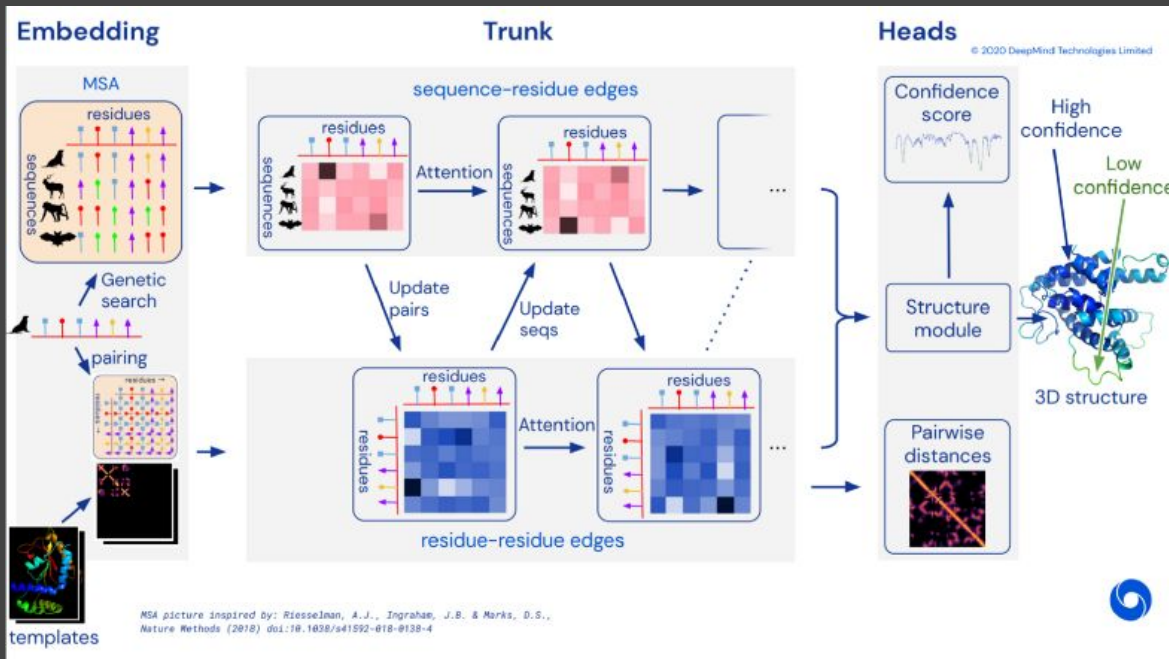 Embedding
Trunk
Heads
© 2020 DeepMind Technologies Limited
MSA
residues
sequences
Genetic
search
pairing
residues →
residues →
templates
sequence-residue edges
residues
sequences
Attention
residues
sequences
...
Update
pairs
Update
seqs
residues
residues
Attention
residues
residues
...
residue-residue edges
Confidence
score
High
confidence
Low
confidence
Structure
module
3D structure
Pairwise
distances
MSA picture inspired by: Riesselman, A.J., Ingraham, J.B. & Marks, D.S.,
Nature Methods (2018) doi:10.1038/s41592-018-0138-4